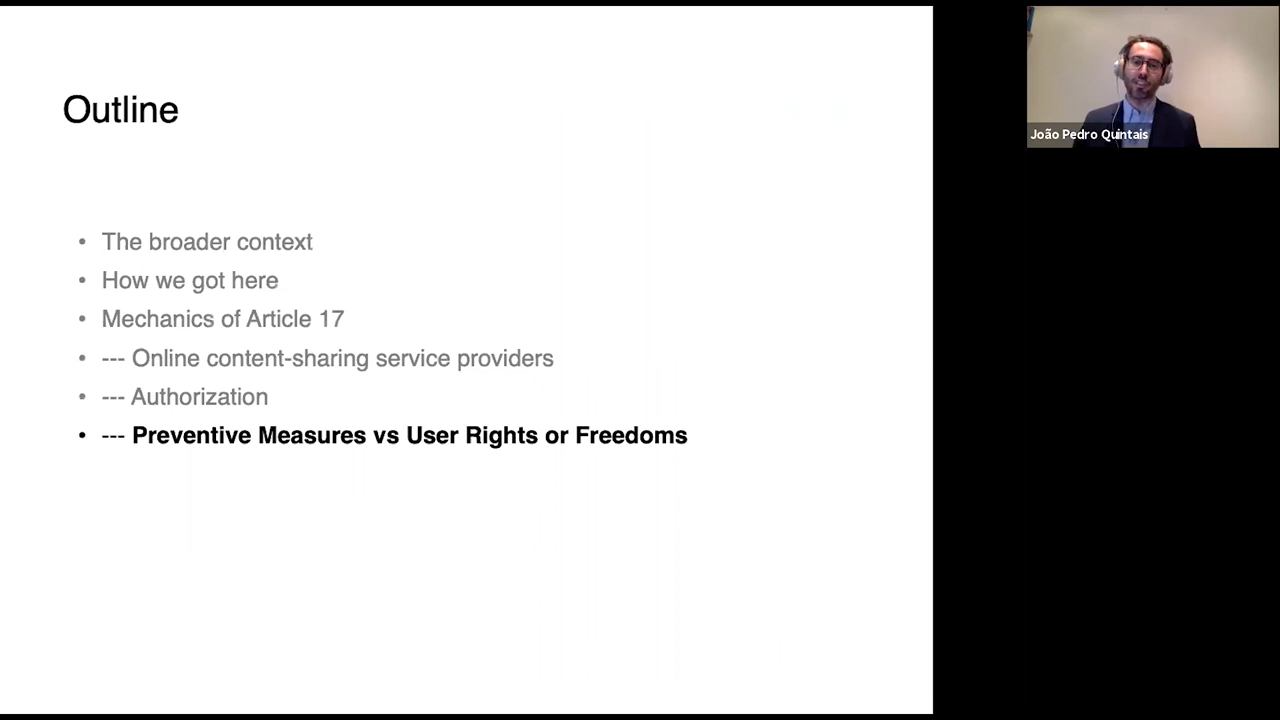 Outline
• The broader context
• How we got here
• Mechanics of Article 17
• --- Online content-sharing service providers
• --- Authorization
• --- Preventive Measures vs User Rights or Freedoms
João Pedro Quintais